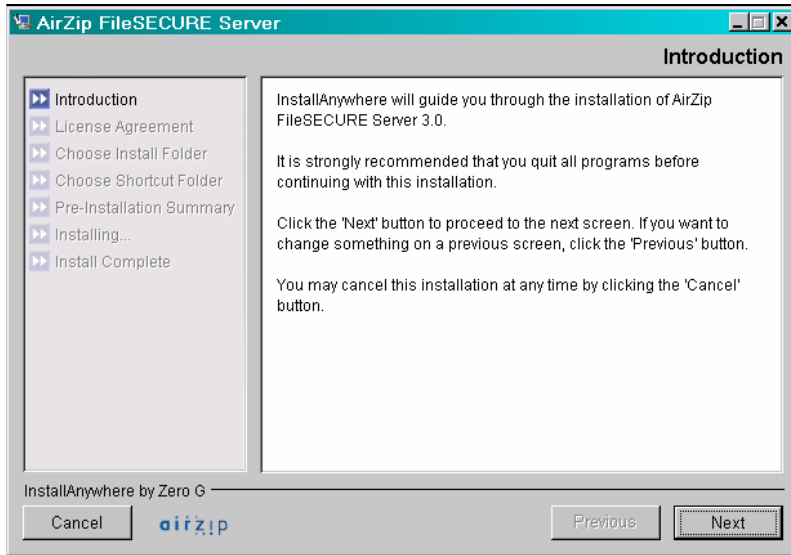 AirZip FileSECURE Server
Introduction
Introduction
License Agreement
Choose Install Folder
Choose Shortcut Folder
Pre-Installation Summary
Installing...
Install Complete
InstallAnywhere will guide you through the installation of AirZip
FileSECURE Server 3.0.
It is strongly recommended that you quit all programs before
continuing with this installation.
Click the 'Next' button to proceed to the next screen. If you want to
change something on a previous screen, click the 'Previous' button.
You may cancel this installation at any time by clicking the 'Cancel'
button.
InstallAnywhere by Zero G
Cancel
airzip
Previous
Next